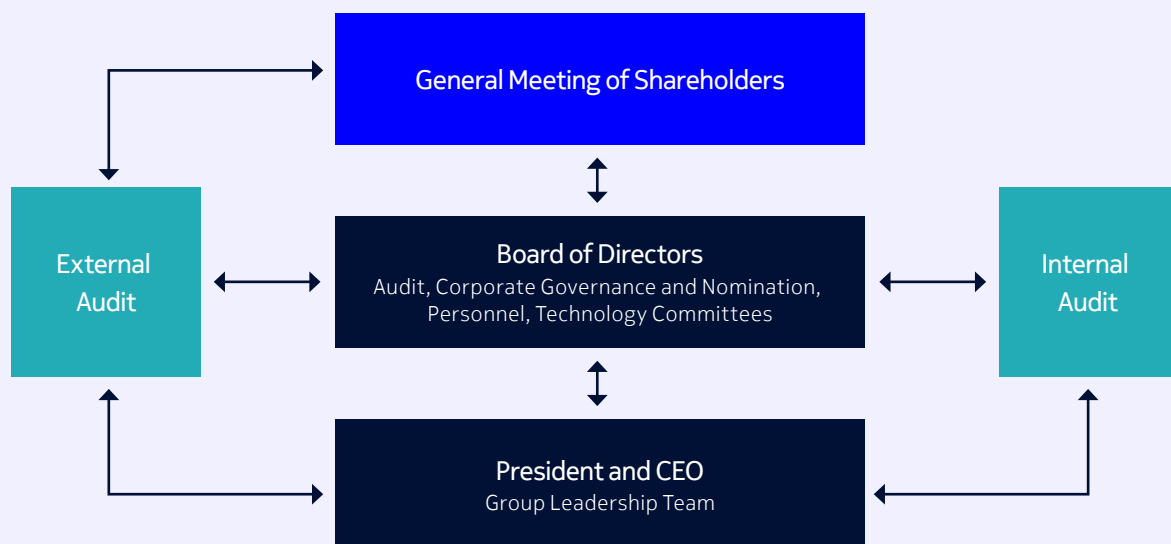 General Meeting of Shareholders
External
Audit
Board of Directors
Audit, Corporate Governance and Nomination,
Personnel, Technology Committees
Internal
Audit
President and CEO
Group Leadership Team